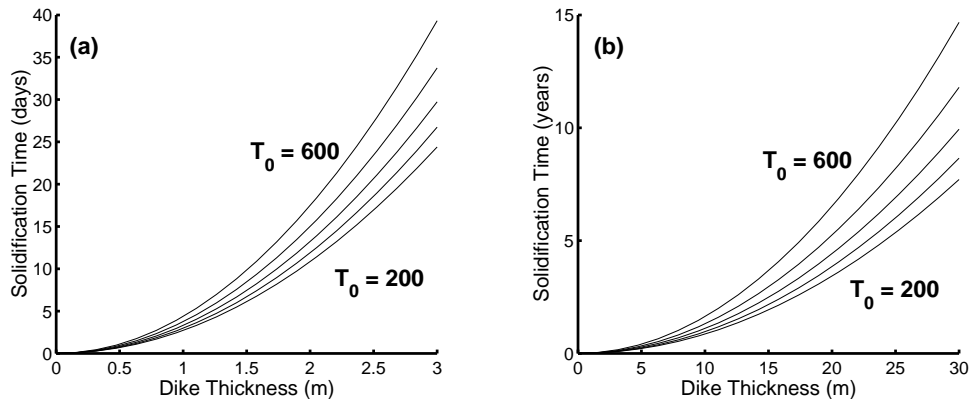 (a)
Solidification Time (days)
40
35
30
25
20
15
10
5
0
T0 = 600
T0 = 200
0
0.5
1
1.5
2
2.5
3
Dike Thickness (m)
(b)
Solidification Time (years)
15
10
5
0
T0 = 600
T0 = 200
0
5
10
15
20
25
30
Dike Thickness (m)